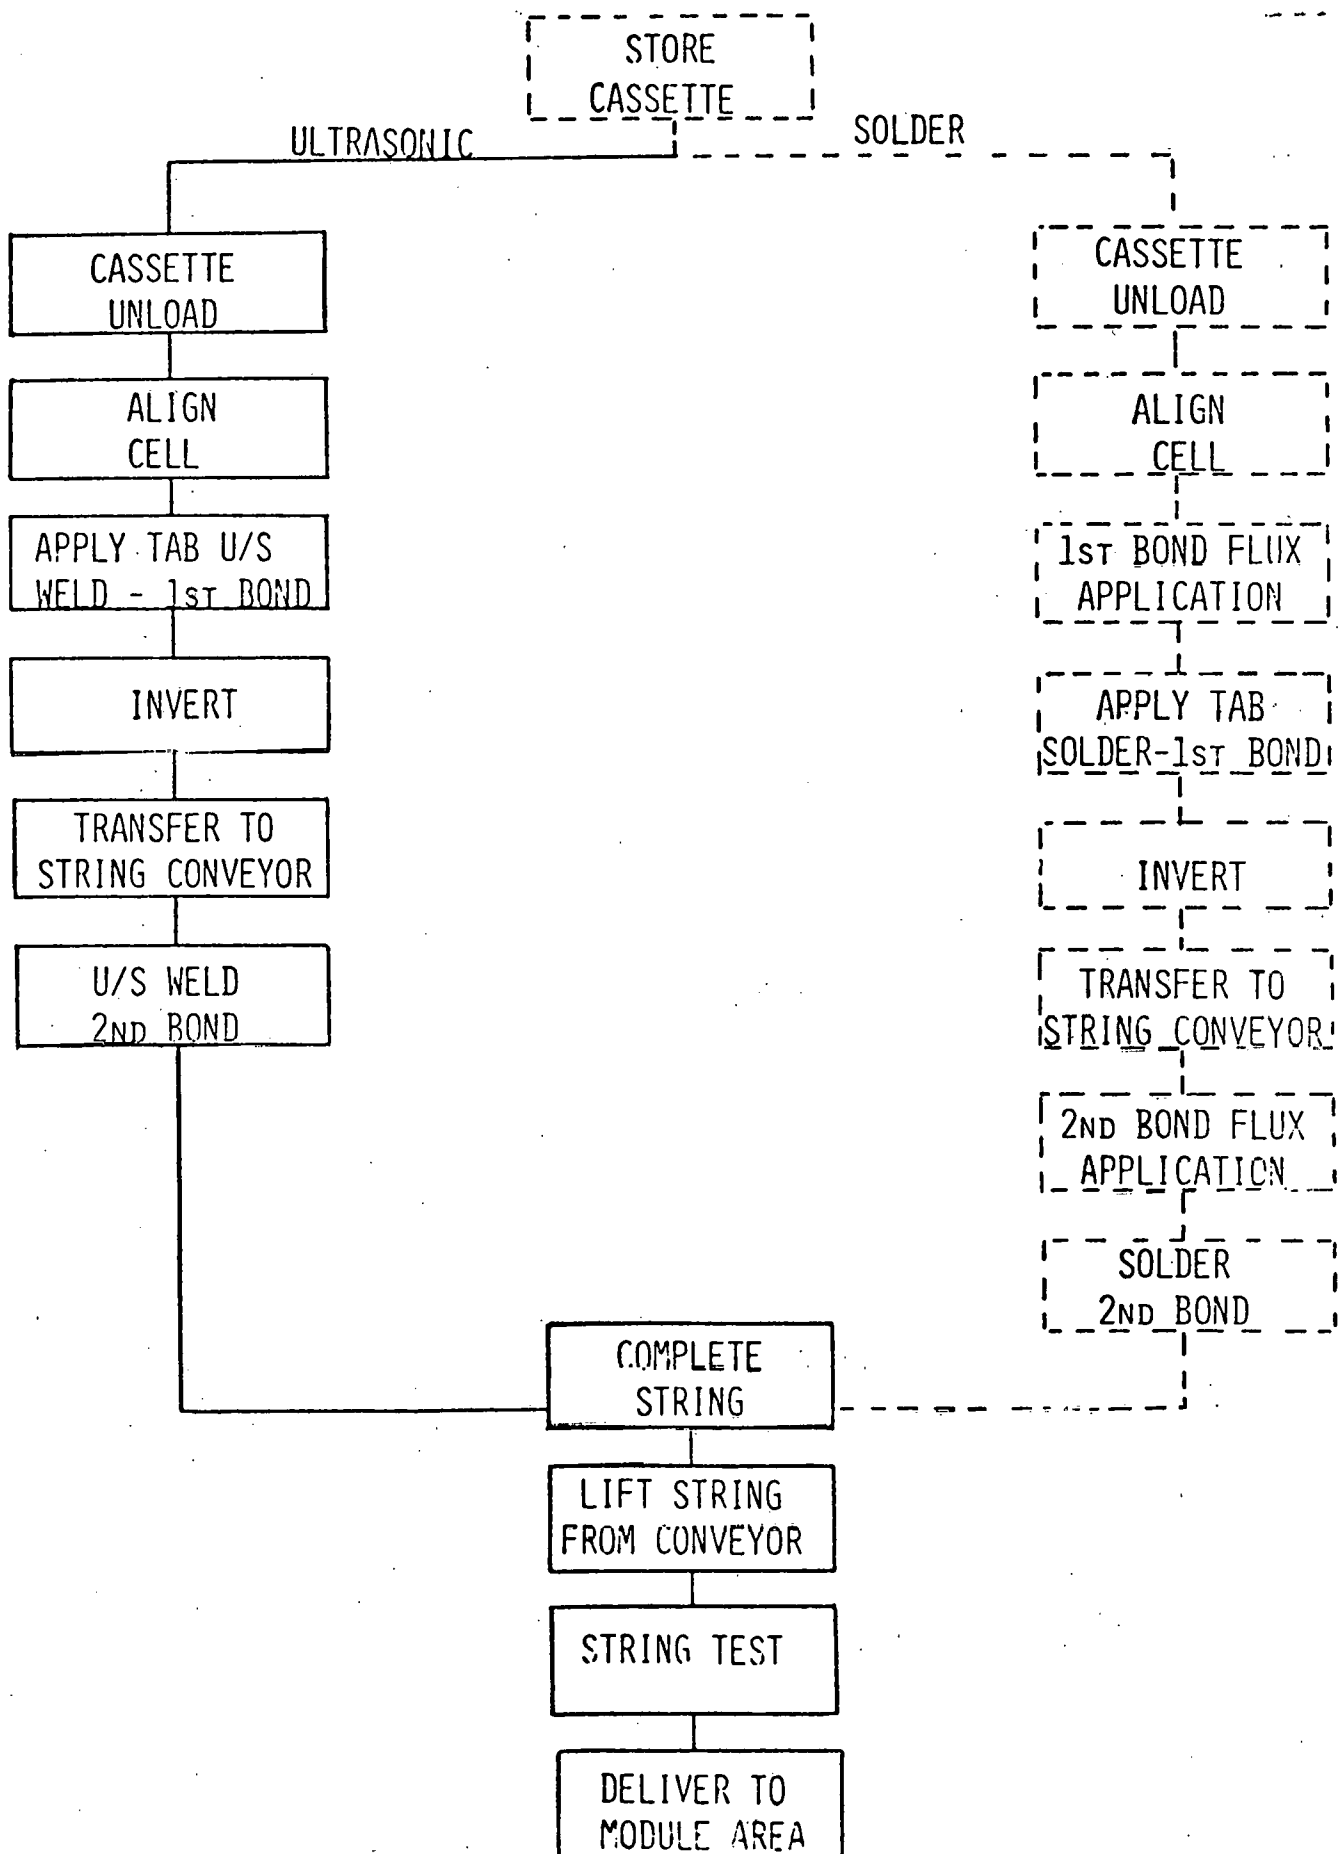 STORE
CASSETTE
ULTRASONIC
SOLDER
CASSETTE
UNLOAD
ALIGN
CELL
APPLY TAB U/S
WELD - 1ST BOND
INVERT
TRANSFER TO
STRING CONVEYOR
U/S WELD
2ND BOND
CASSETTE
UNLOAD
ALIGN
CELL
1ST BOND FLUX
APPLICATION
APPLY TAB
SOLDER-1ST BOND
INVERT
TRANSFER TO
STRING CONVEYOR
2ND BOND FLUX
APPLICATION
SOLDER
2ND BOND
COMPLETE
STRING
LIFT STRING
FROM CONVEYOR
STRING TEST
DELIVER TO
MODULE AREA